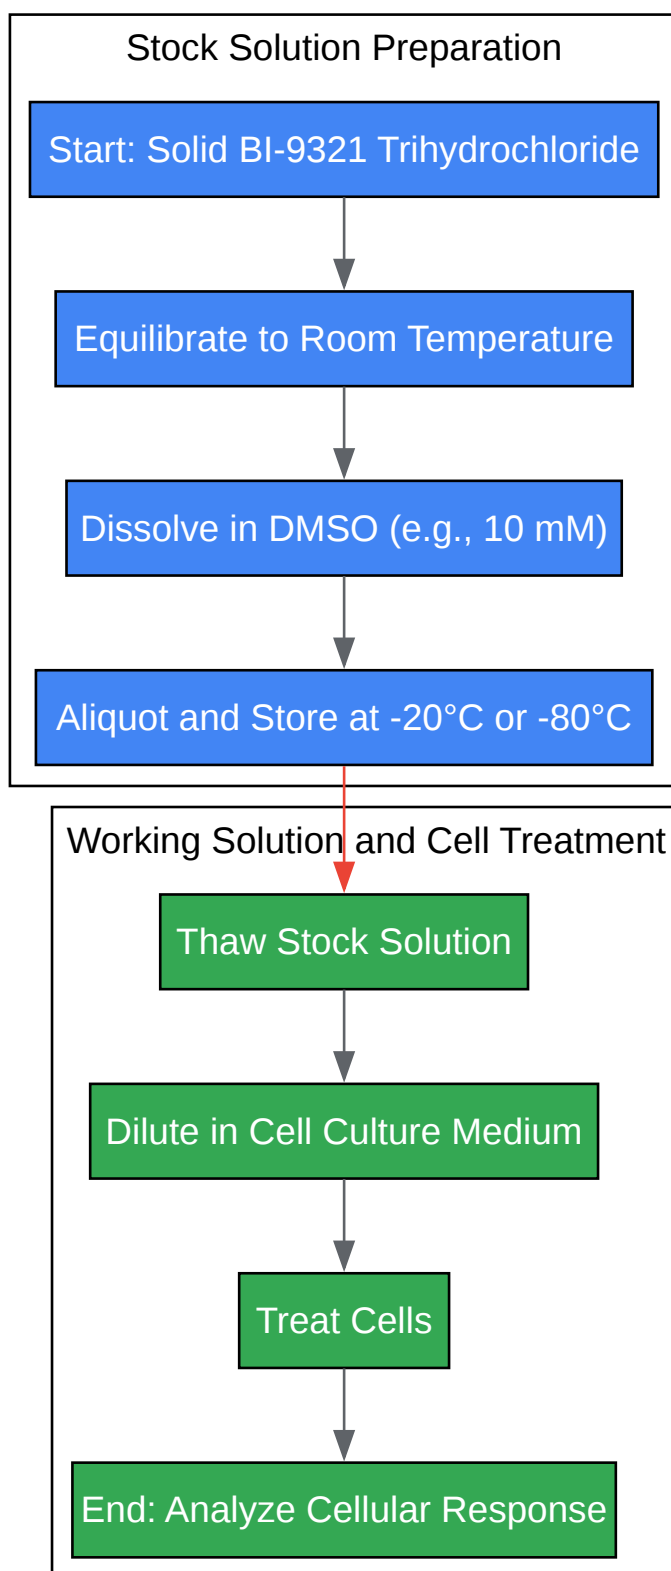 Stock Solution Preparation
Start: Solid BI-9321 Trihydrochloride
Equilibrate to Room Temperature
Dissolve in DMSO (e.g., 10 mM)
Aliquot and Store at -20°C or -80°C
Working Solution and Cell Treatment
Thaw Stock Solution
Dilute in Cell Culture Medium
Treat Cells
End: Analyze Cellular Response